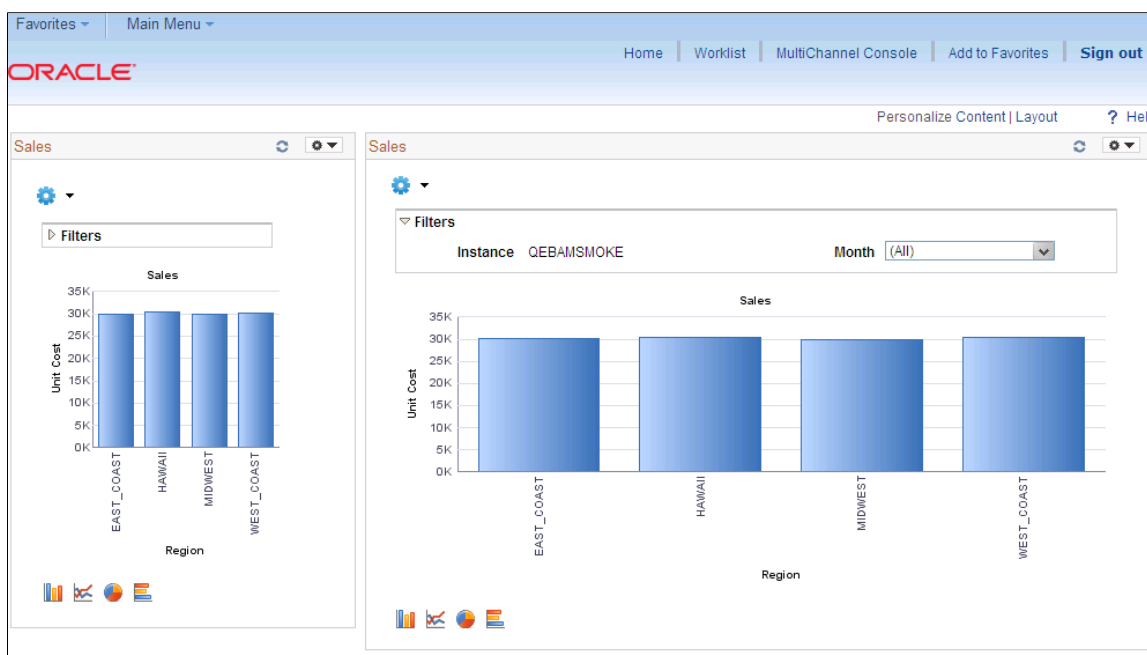 Favorites Main Menu
Home Worklist MultiChannel Console Add to Favorites Sign out
ORACLE
Personalize Content | Layout ? Hel
Sales
Filters
Sales
35K
30K
25K
20K
15K
10K
5K
0K
Unit Cost
EAST_COAST
HAWAII
MIDWEST
WEST_COAST
Region
Sales
Filters
Instance QEBAMSMOKE Month (All)
Sales
35K
30K
25K
20K
15K
10K
5K
0K
Unit Cost
EAST_COAST
HAWAII
MIDWEST
WEST_COAST
Region